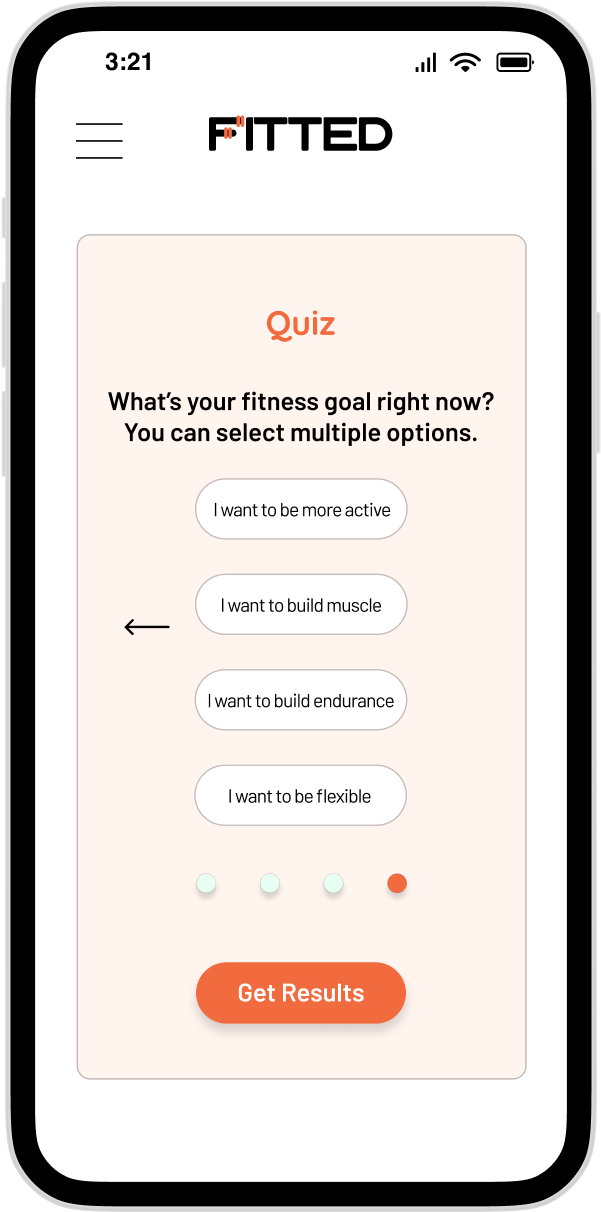 3:21
FITTED
Quiz
What's your fitness goal right now?
You can select multiple options.
I want to be more active
I want to build muscle
I want to build endurance
I want to be flexible
Get Results